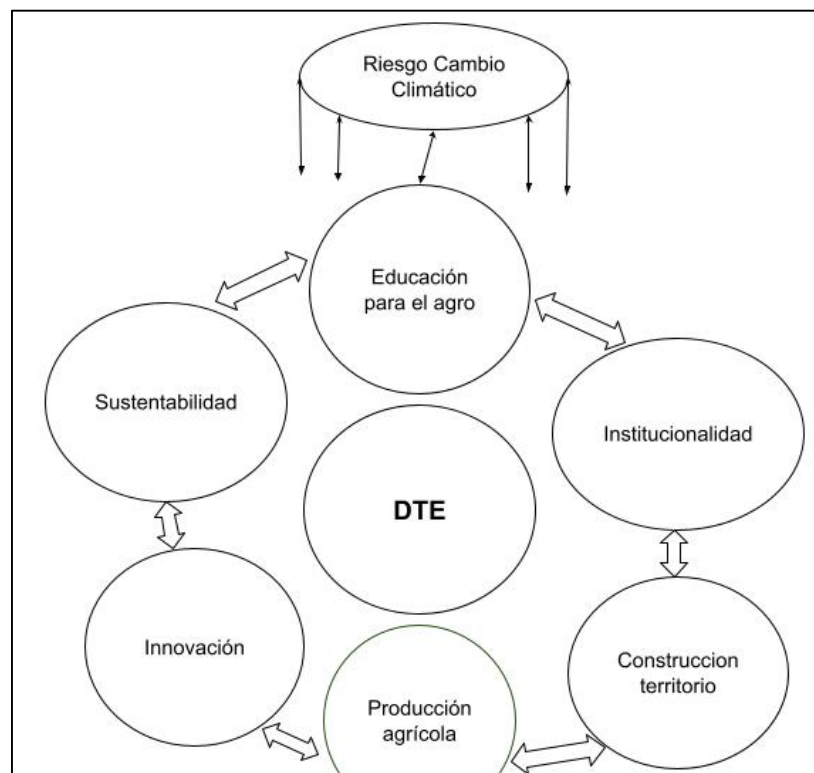 Riesgo Cambio
Climático
Educación
para el agro
Sustentabilidad
Institucionalidad
DTE
Innovación
Construccion
territorio
Producción
agrícola